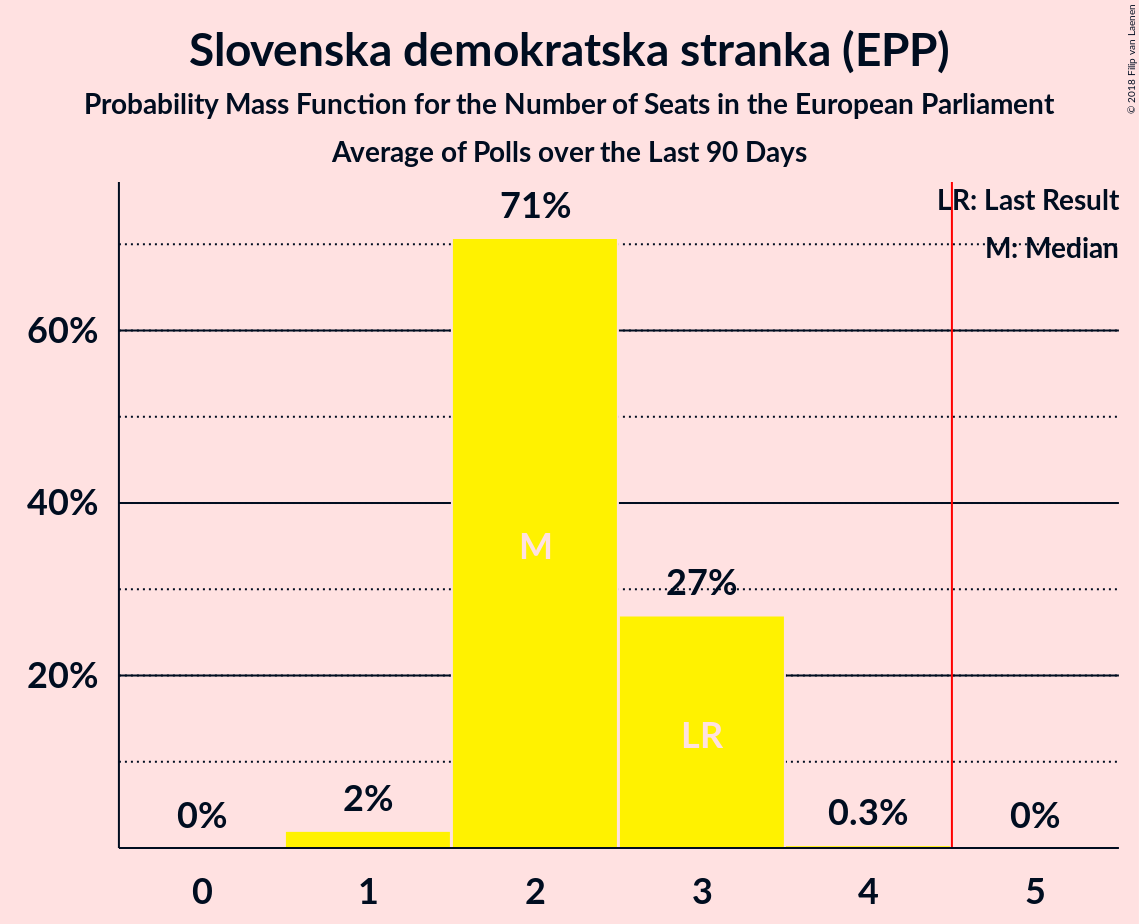 Slovenska demokratska stranka (EPP)
Probability Mass Function for the Number of Seats in the European Parliament
Average of Polls over the Last 90 Days
© 2018 Filip van Laenen
LR: Last Result
M: Median
60%
40%
20%
0%
2%
71%
27%
0.3%
0%
M
LR
0 1 2 3 4 5